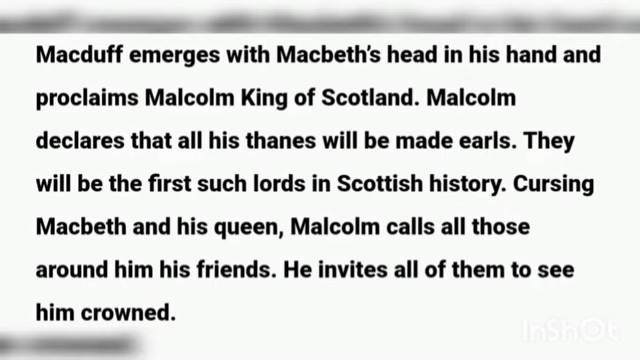 Macduff emerges with Macbeth’s head in his hand and
proclaims Malcolm King of Scotland. Malcolm
declares that all his thanes will be made earls. They
will be the first such lords in Scottish history. Cursing
Macbeth and his queen, Malcolm calls all those
around him his friends. He invites all of them to see
him crowned.
InShOt